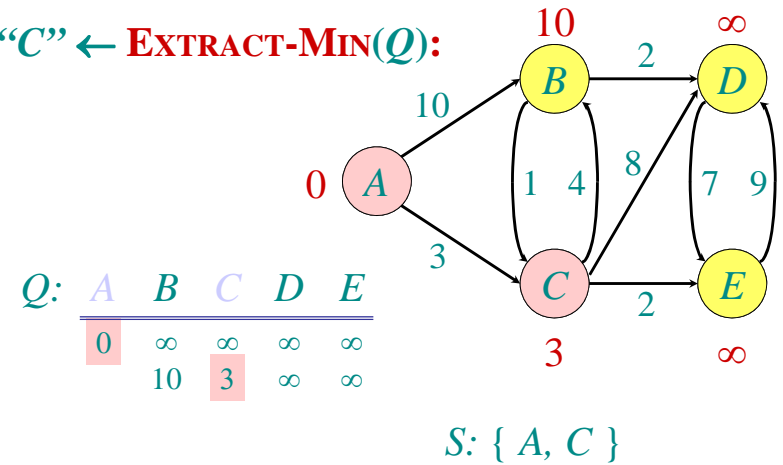 “C” ← EXTRACT-MIN(Q):
10
∞
B
2
D
10
0
A
1
4
8
7
9
3
C
2
E
3
∞
Q: A B C D E
0 ∞ ∞ ∞ ∞
10 3 ∞ ∞
S: { A, C }